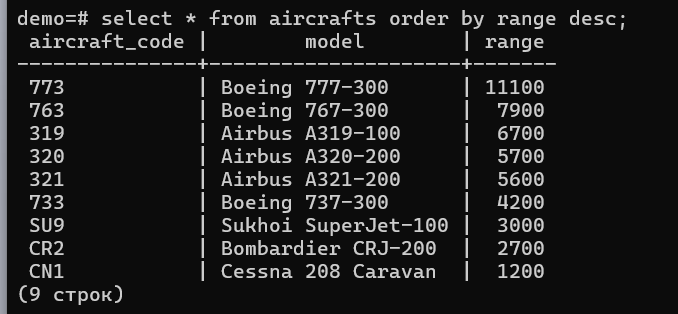 demo=# select * from aircrafts order by range desc;
 aircraft_code |        model        | range
---------------+---------------------+-------
 773           | Boeing 777-300      | 11100
 763           | Boeing 767-300      |  7900
 319           | Airbus A319-100     |  6700
 320           | Airbus A320-200     |  5700
 321           | Airbus A321-200     |  5600
 733           | Boeing 737-300      |  4200
 SU9           | Sukhoi SuperJet-100 |  3000
 CR2           | Bombardier CRJ-200  |  2700
 CN1           | Cessna 208 Caravan  |  1200
(9 строк)